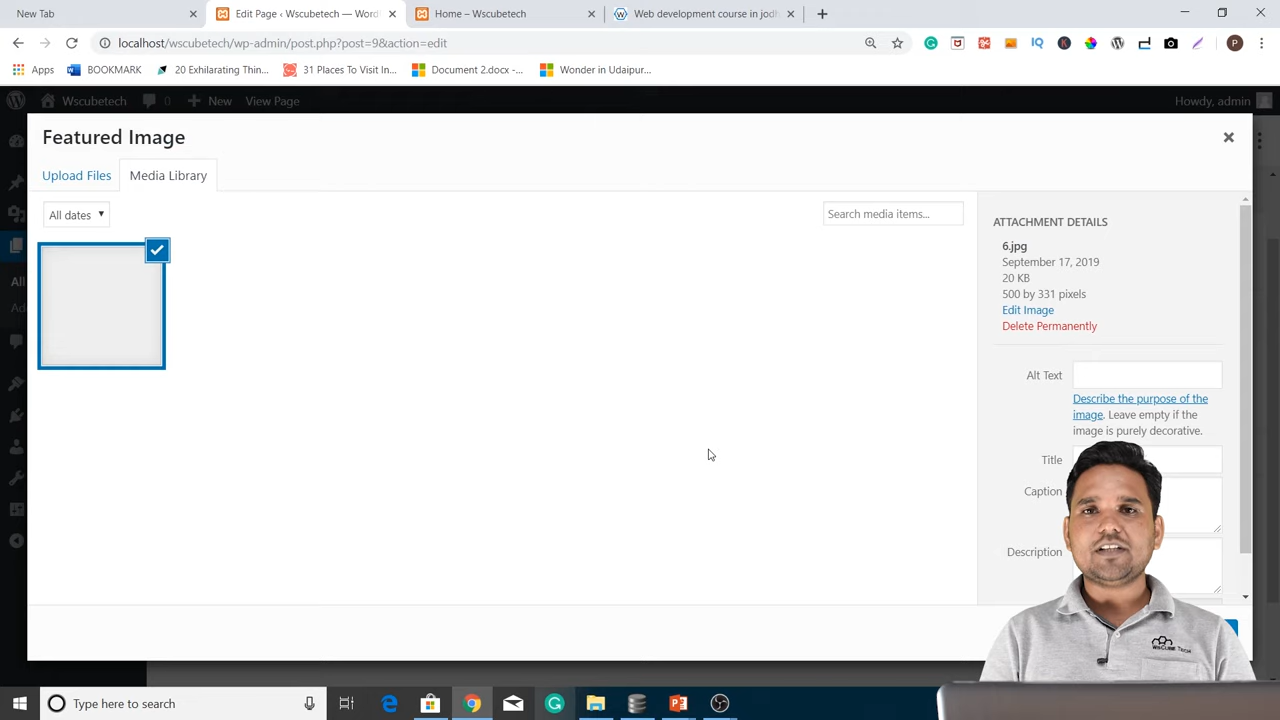 New Tab
Edit Page ‹ Wscubetech — Word
Home – Wscubetech
Web development course in jodh
localhost/wscubetech/wp-admin/post.php?post=9&action=edit
Apps
BOOKMARK
20 Exhilarating Thin...
31 Places To Visit In...
Document 2.docx -...
Wonder in Udaipur...
Wscubetech
0
New
View Page
Howdy, admin
Featured Image
Upload Files
Media Library
All dates
Search media items...
All
Ad
ATTACHMENT DETAILS
6.jpg
September 17, 2019
20 KB
500 by 331 pixels
Edit Image
Delete Permanently
Alt Text
Describe the purpose of the
image. Leave empty if the
image is purely decorative.
Title
Caption
Description
WsCube Tech
Type here to search